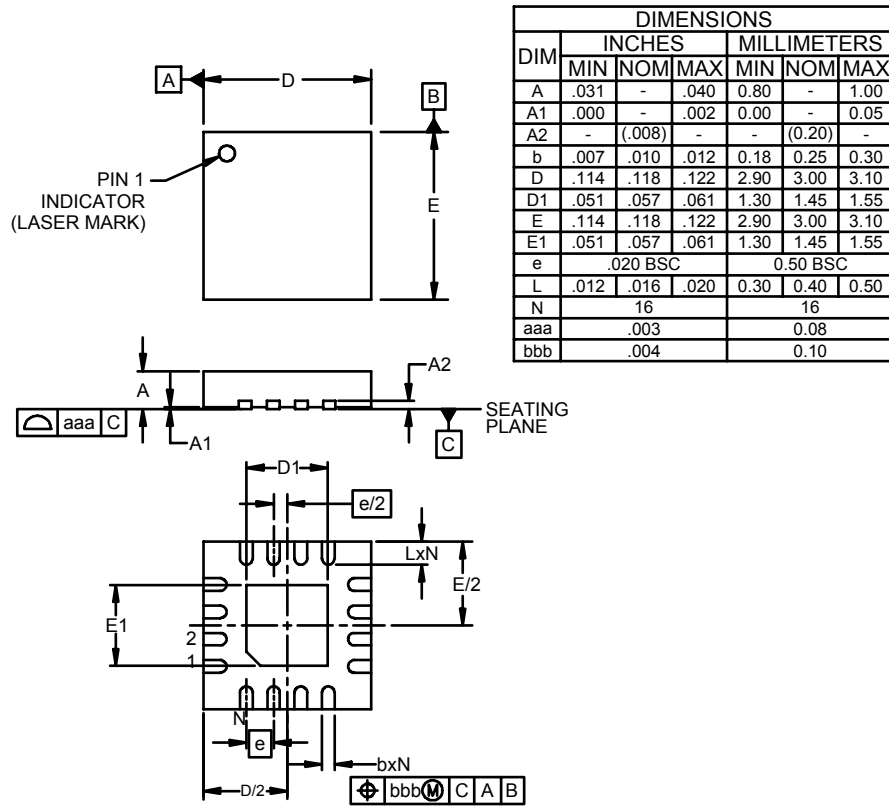 A
D
B
PIN 1
INDICATOR
(LASER MARK)
E
DIMENSIONS
DIM INCHES MILLIMETERS
MIN NOM MAX MIN NOM MAX
A .031 - .040 0.80 - 1.00
A1 .000 - .002 0.00 - 0.05
A2 - (.008) - - (0.20) -
b .007 .010 .012 0.18 0.25 0.30
D .114 .118 .122 2.90 3.00 3.10
D1 .051 .057 .061 1.30 1.45 1.55
E .114 .118 .122 2.90 3.00 3.10
E1 .051 .057 .061 1.30 1.45 1.55
e .020 BSC 0.50 BSC
L .012 .016 .020 0.30 0.40 0.50
N 16 16
aaa .003 0.08
bbb .004 0.10
A
A2
aaa C
A1
SEATING
PLANE
C
D1
e/2
LxN
E/2
E1
2
1
N
e
bxN
D/2
bbb M C A B